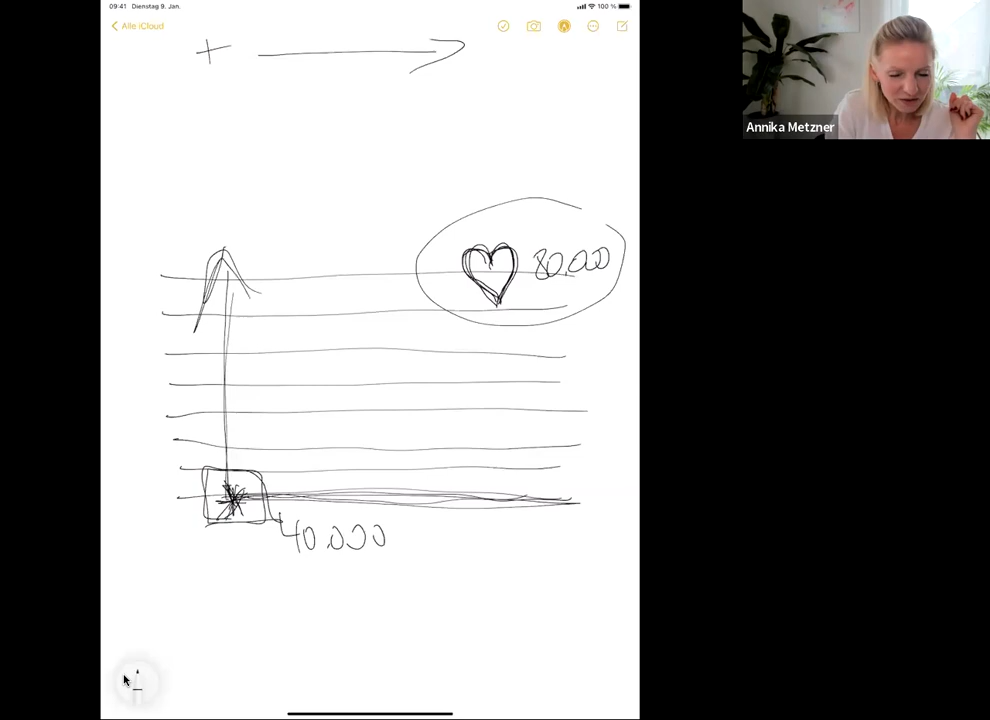 09:41 Dienstag 9. Jan.
100 %
Alle iCloud
Annika Metzner
80.000
40.000